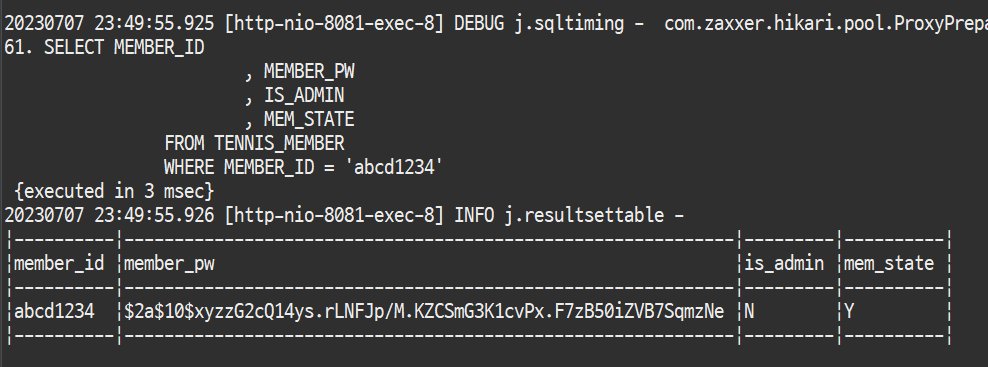 20230707 23:49:55.925 [http-nio-8081-exec-8] DEBUG j.sqltiming - com.zaxxer.hikari.pool.ProxyPrepa
61. SELECT MEMBER_ID
, MEMBER_PW
, IS_ADMIN
, MEM_STATE
FROM TENNIS_MEMBER
WHERE MEMBER_ID = 'abcd1234'
{executed in 3 msec}
20230707 23:49:55.926 [http-nio-8081-exec-8] INFO j.resultsettable -
|----------|-------------------------------------------------------------|---------|----------|
|member_id |member_pw |is_admin |mem_state |
|----------|-------------------------------------------------------------|---------|----------|
|abcd1234 |$2a$10$xyzzG2cQ14ys.rLNFJp/M.KZCSmG3K1cvPx.F7zB50iZVB7SqmzNe |N |Y |
|----------|-------------------------------------------------------------|---------|----------|